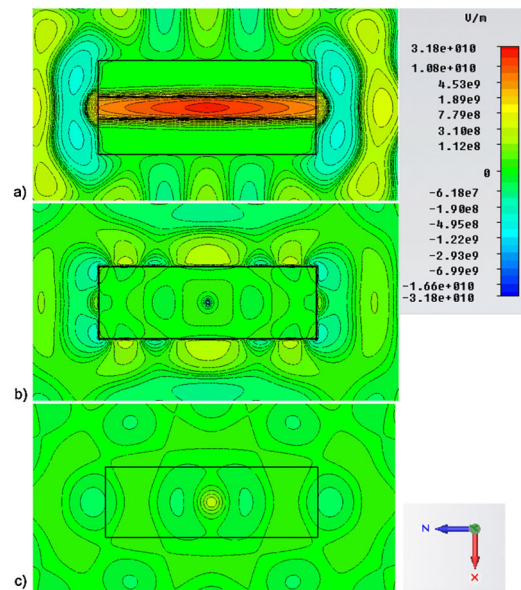 V/m
3.18e+010
1.08e+010
4.53e9
1.89e9
7.79e8
3.10e8
1.12e8
0
-6.18e7
-1.90e8
-4.95e8
-1.22e9
-2.93e9
-6.99e9
-1.66e+010
-3.18e+010
a)
b)
c)
N
X